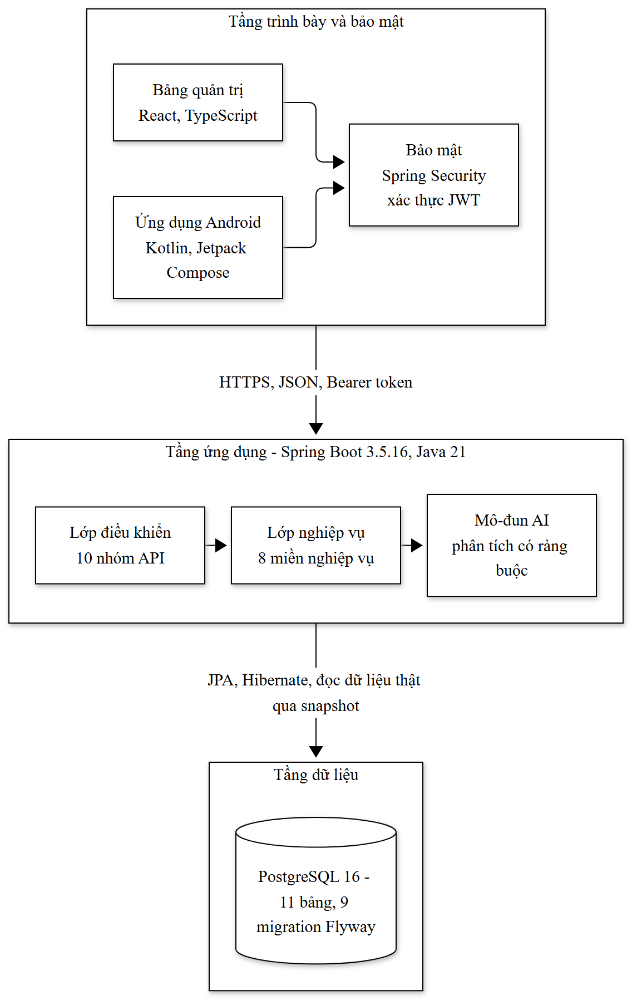 Tầng trình bày và bảo mật
Bảng quản trị
React, TypeScript
Bảo mật
Spring Security
xác thực JWT
Ứng dụng Android
Kotlin, Jetpack
Compose
HTTPS, JSON, Bearer token
Tầng ứng dụng - Spring Boot 3.5.16, Java 21
Lớp điều khiển
10 nhóm API
Lớp nghiệp vụ
8 miền nghiệp vụ
Mô-đun AI
phân tích có ràng
buộc
JPA, Hibernate, đọc dữ liệu thật
qua snapshot
Tầng dữ liệu
PostgreSQL 16 -
11 bảng, 9
migration Flyway